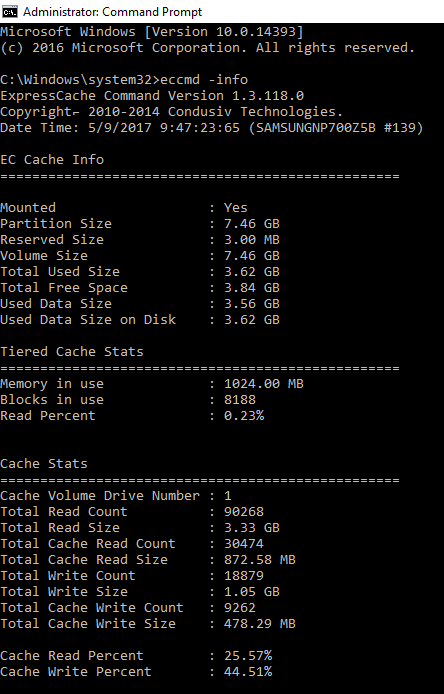 Administrator: Command Prompt
Microsoft Windows [Version 10.0.14393]
(c) 2016 Microsoft Corporation. All rights reserved.
C:\Windows\system32>eccmd -info
ExpressCache Command Version 1.3.118.0
Copyright⌐ 2010-2014 Condusiv Technologies.
Date Time: 5/9/2017 9:47:23:65 (SAMSUNGNP700Z5B #139)
EC Cache Info
==================================================
Mounted : Yes
Partition Size : 7.46 GB
Reserved Size : 3.00 MB
Volume Size : 7.46 GB
Total Used Size : 3.62 GB
Total Free Space : 3.84 GB
Used Data Size : 3.56 GB
Used Data Size on Disk : 3.62 GB
Tiered Cache Stats
==================================================
Memory in use : 1024.00 MB
Blocks in use : 8188
Read Percent : 0.23%
Cache Stats
==================================================
Cache Volume Drive Number : 1
Total Read Count : 90268
Total Read Size : 3.33 GB
Total Cache Read Count : 30474
Total Cache Read Size : 872.58 MB
Total Write Count : 18879
Total Write Size : 1.05 GB
Total Cache Write Count : 9262
Total Cache Write Size : 478.29 MB
Cache Read Percent : 25.57%
Cache Write Percent : 44.51%